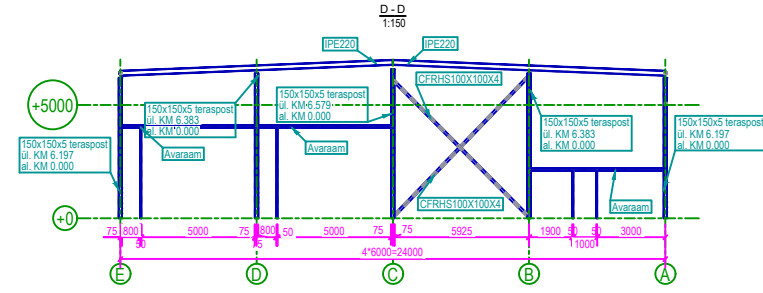 D - D
1:150
IPE220
IPE220
CFRHS100X100X4
+5000
150x150x5 teraspost
ül. KM 6.383
al. KM 0.000
150x150x5 teraspost
ül. KM 6.579
al. KM 0.000
150x150x5 teraspost
ül. KM 6.383
al. KM 0.000
150x150x5 teraspost
ül. KM 6.197
al. KM 0.000
150x150x5 teraspost
ül. KM 6.197
al. KM 0.000
Avaraam
Avaraam
Avaraam
CFRHS100X100X4
+0
75 800 5000 75 800 5000 75 75 5925 1900 50 50 3000
50 75 50 1000
4*6000=24000
E D C B A